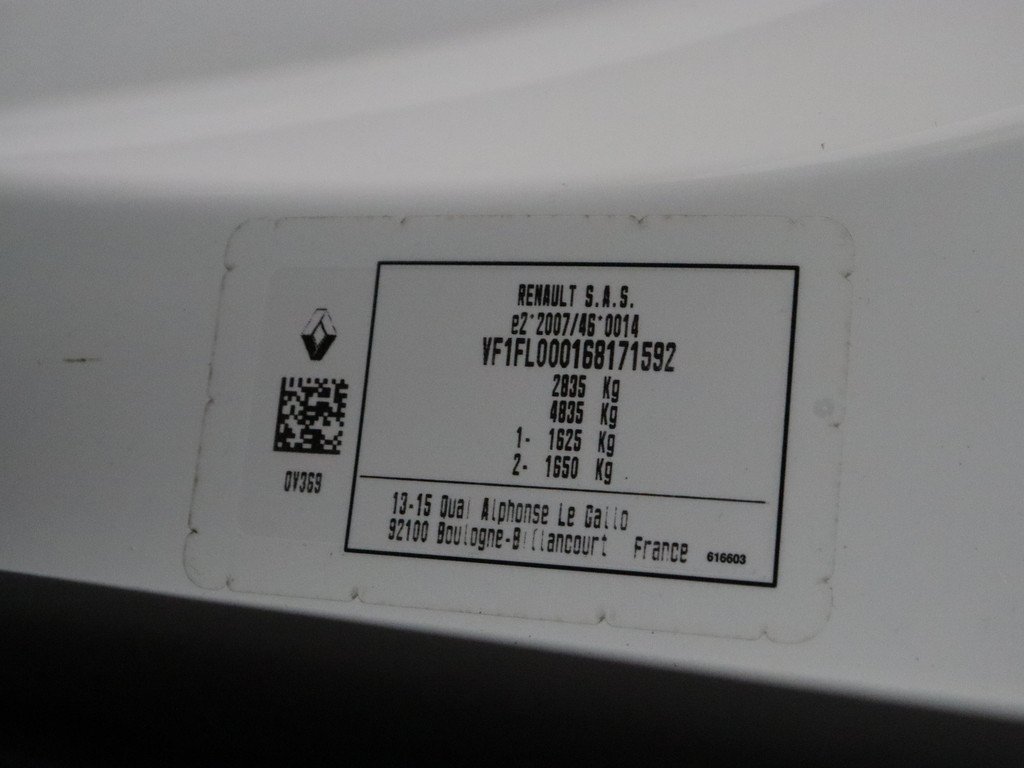 RENAULT S.A.S.
e2*2007/46*0014
VF1FL000168171592
2835 Kg
4835 Kg
1- 1625 Kg
2- 1650 Kg
0V369
13-15 Quai Alphonse Le Gallo
92100 Boulogne-Billancourt France
616603